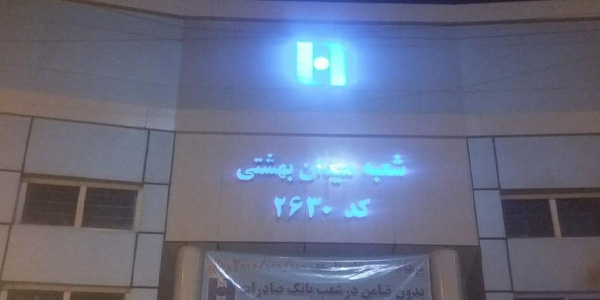 شعبه میدان بهشتی
کد ۲۶۳۰
بدون ضامن در شعب بانک صادرات